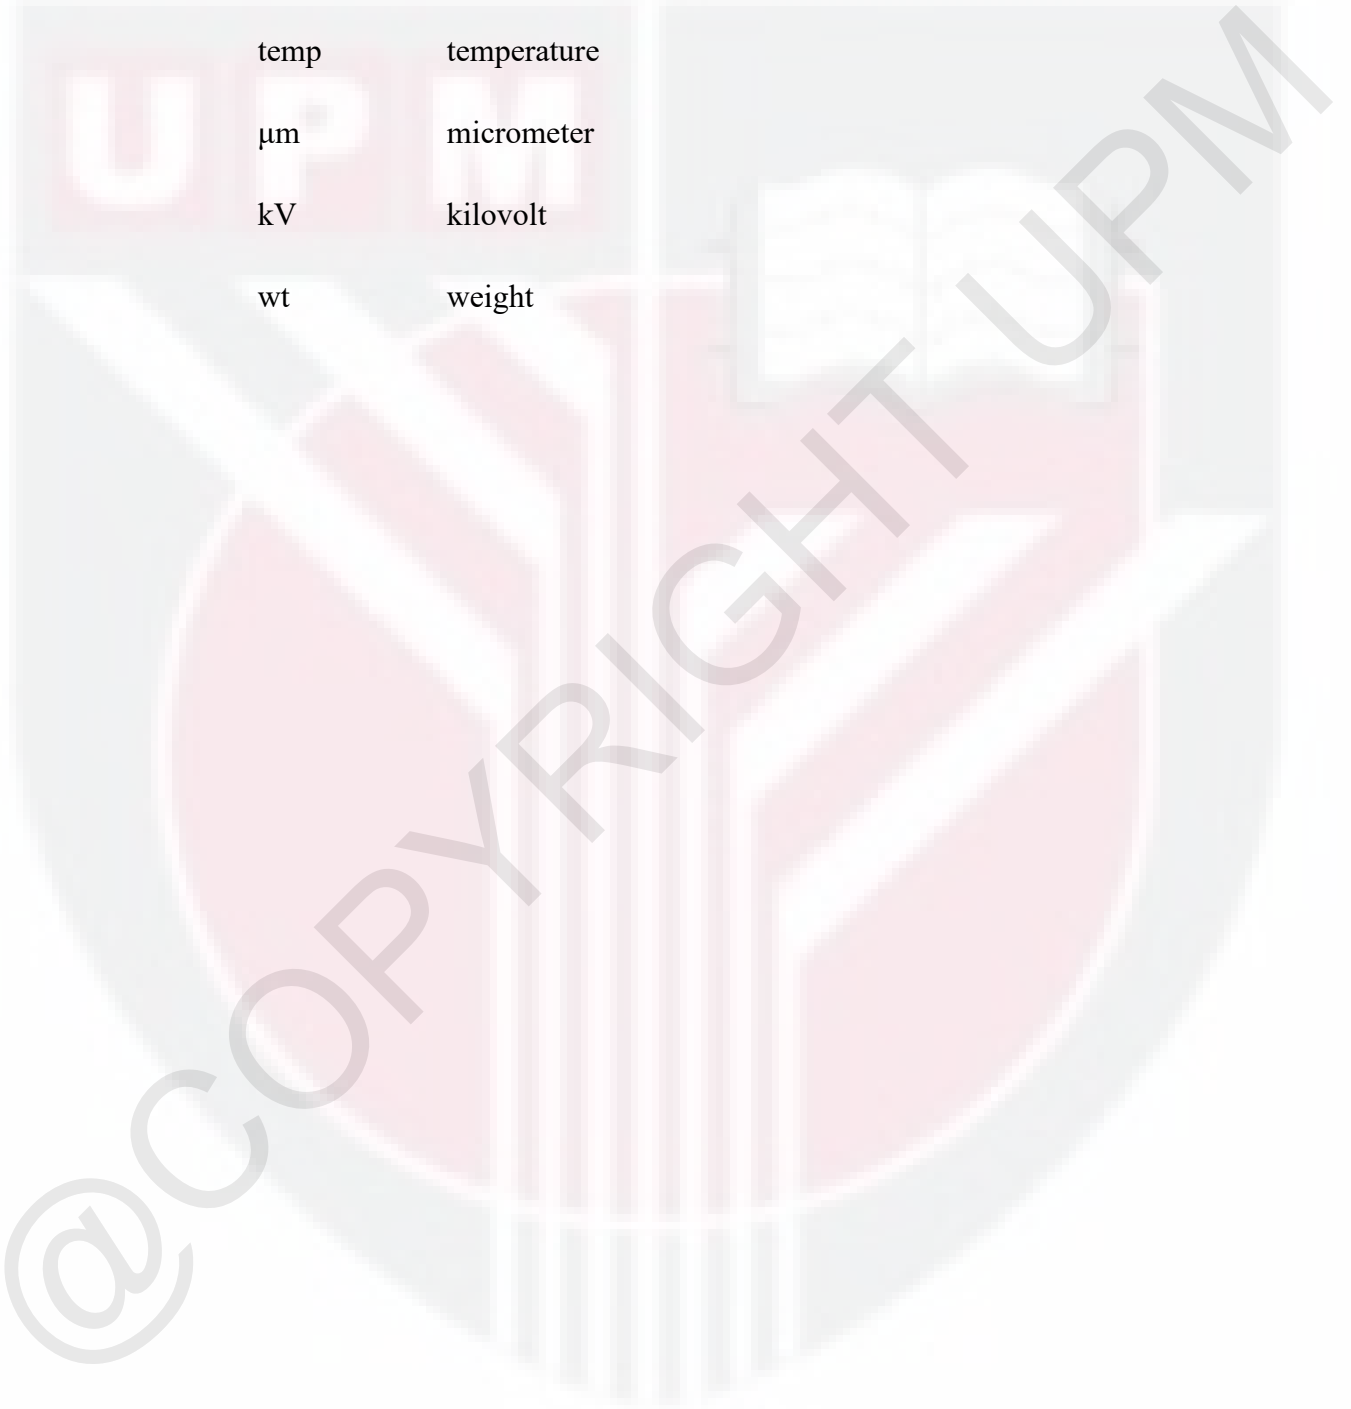 temp temperature
μm micrometer
kV kilovolt
wt weight
UPM
@COPYRIGHT UPM